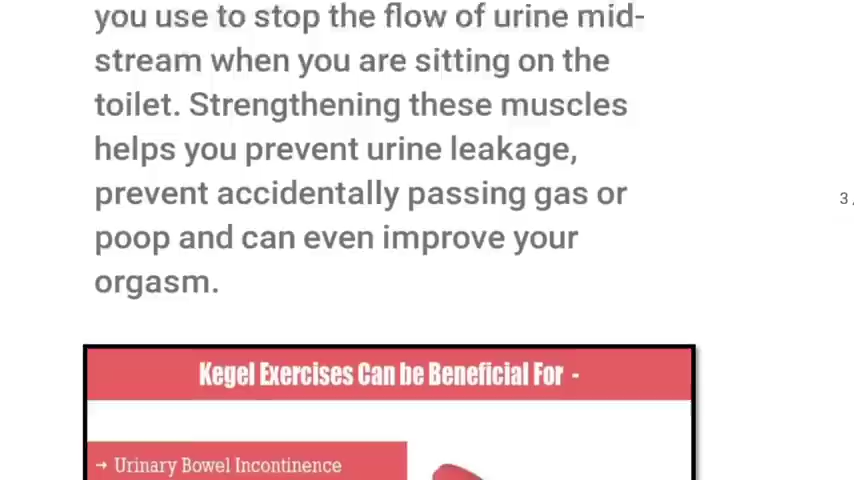 you use to stop the flow of urine mid-
stream when you are sitting on the
toilet. Strengthening these muscles
helps you prevent urine leakage,
prevent accidentally passing gas or
poop and can even improve your
orgasm.
3 /
Kegel Exercises Can be Beneficial For -
→ Urinary Bowel Incontinence